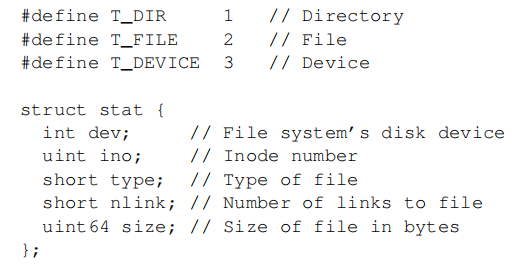 #define T_DIR     1   // Directory
#define T_FILE    2   // File
#define T_DEVICE  3   // Device

struct stat {
  int dev;     // File system’s disk device
  uint ino;    // Inode number
  short type;  // Type of file
  short nlink; // Number of links to file
  uint64 size; // Size of file in bytes
};